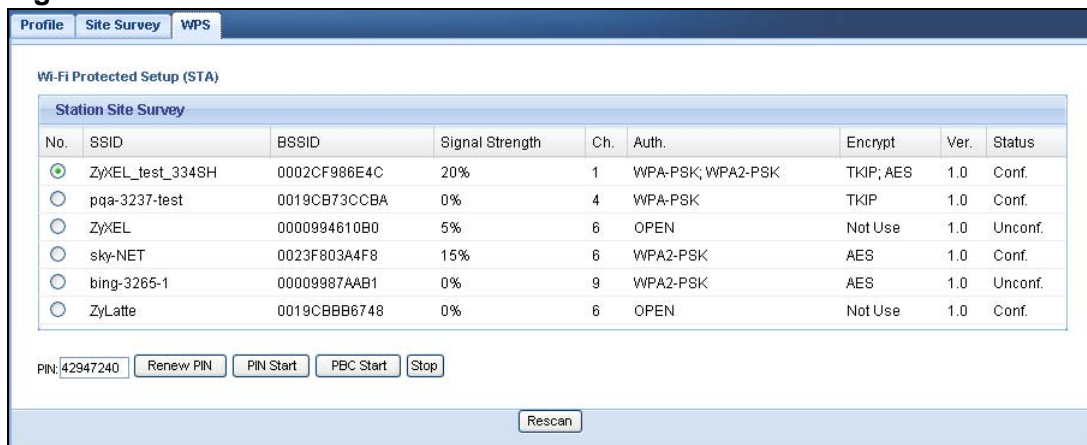 Profile Site Survey WPS
Wi-Fi Protected Setup (STA)
Station Site Survey
No. SSID BSSID Signal Strength Ch. Auth. Encrypt Ver. Status
ZyXEL_test_334SH 0002CF986E4C 20% 1 WPA-PSK; WPA2-PSK TKIP; AES 1.0 Conf.
pqa-3237-test 0019CB73CCBA 0% 4 WPA-PSK TKIP 1.0 Conf.
ZyXEL 0000994610B0 5% 6 OPEN Not Use 1.0 Unconf.
sky-NET 0023F803A4F8 15% 6 WPA2-PSK AES 1.0 Conf.
bing-3265-1 00009987AAB1 0% 9 WPA2-PSK AES 1.0 Unconf.
ZyLatte 0019CBBB6748 0% 6 OPEN Not Use 1.0 Conf.
PIN: 42947240 Renew PIN PIN Start PBC Start Stop
Rescan